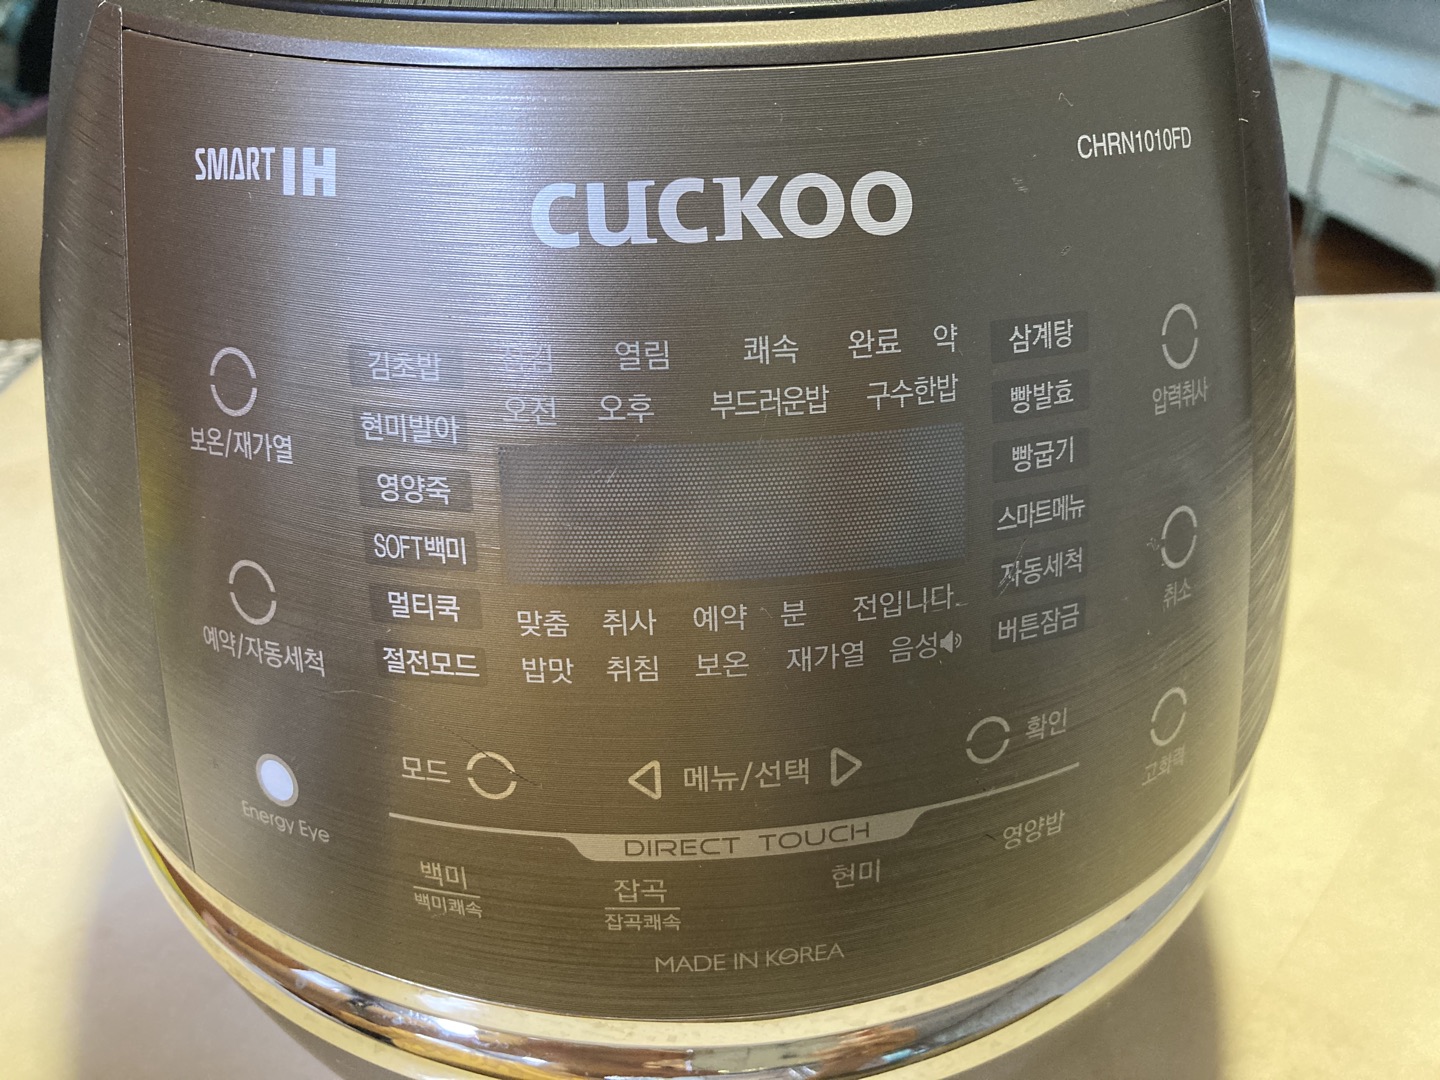 SMART IH
CUCKOO
CHRN1010FD
보온/재가열
예약/자동세척
Energy Eye
김초밥
현미발아
영양죽
SOFT백미
멀티쿡
절전모드
잠김 열림 쾌속 완료 약
오전 오후 부드러운밥 구수한밥
맞춤 취사 예약 분 전입니다.
밥맛 취침 보온 재가열 음성
삼계탕
빵발효
빵굽기
스마트메뉴
자동세척
버튼잠금
압력취사
취소
고화력
모드
메뉴/선택
확인
DIRECT TOUCH
백미
백미쾌속
잡곡
잡곡쾌속
현미
영양밥
MADE IN KOREA